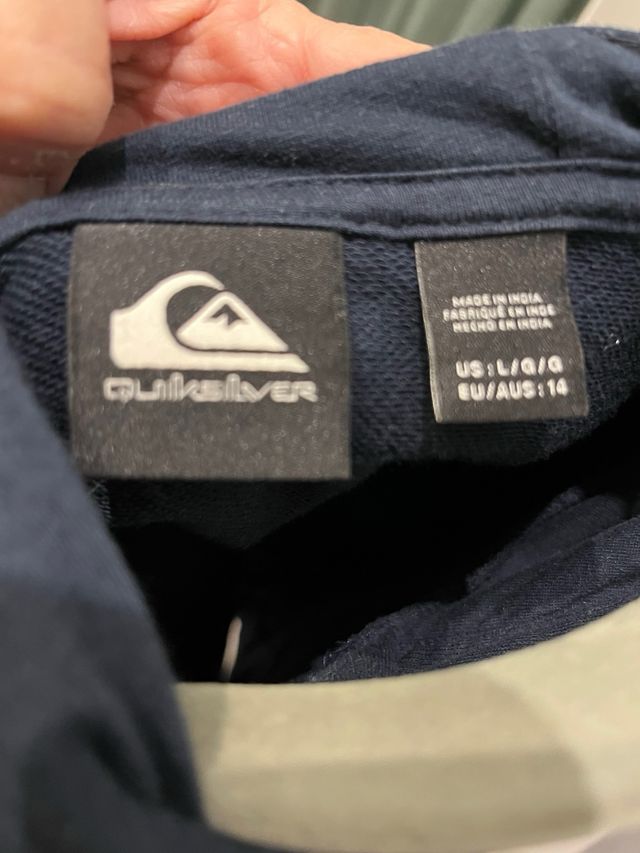 QUIKSILVER
MADE IN INDIA
FABRIQUÉ EN INDE
HECHO EN INDIA
US: L/G/G
EU/AUS: 14